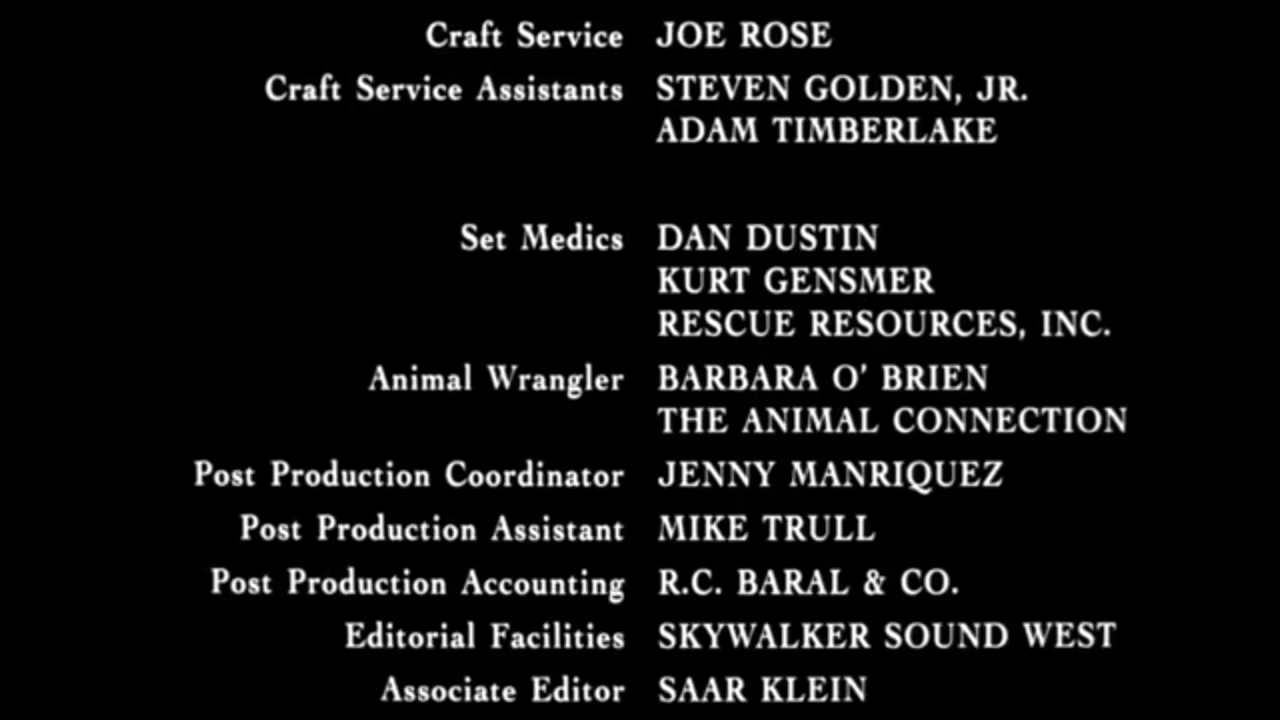 Craft Service JOE ROSE
Craft Service Assistants STEVEN GOLDEN, JR.
ADAM TIMBERLAKE
Set Medics DAN DUSTIN
KURT GENSMER
RESCUE RESOURCES, INC.
Animal Wrangler BARBARA O' BRIEN
THE ANIMAL CONNECTION
Post Production Coordinator JENNY MANRIQUEZ
Post Production Assistant MIKE TRULL
Post Production Accounting R.C. BARAL & CO.
Editorial Facilities SKYWALKER SOUND WEST
Associate Editor SAAR KLEIN